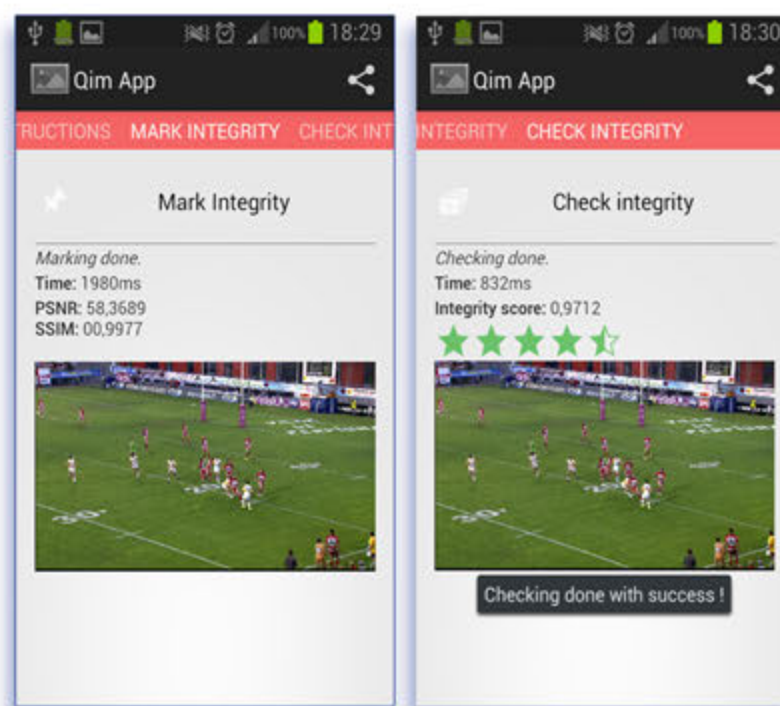 100% 18:29
Qim App
TRUCTIONS MARK INTEGRITY CHECK INT
Mark Integrity
Marking done.
Time: 1980ms
PSNR: 58,3689
SSIM: 00,9977
100% 18:30
Qim App
INTEGRITY CHECK INTEGRITY
Check integrity
Checking done.
Time: 832ms
Integrity score: 0,9712
Checking done with success !